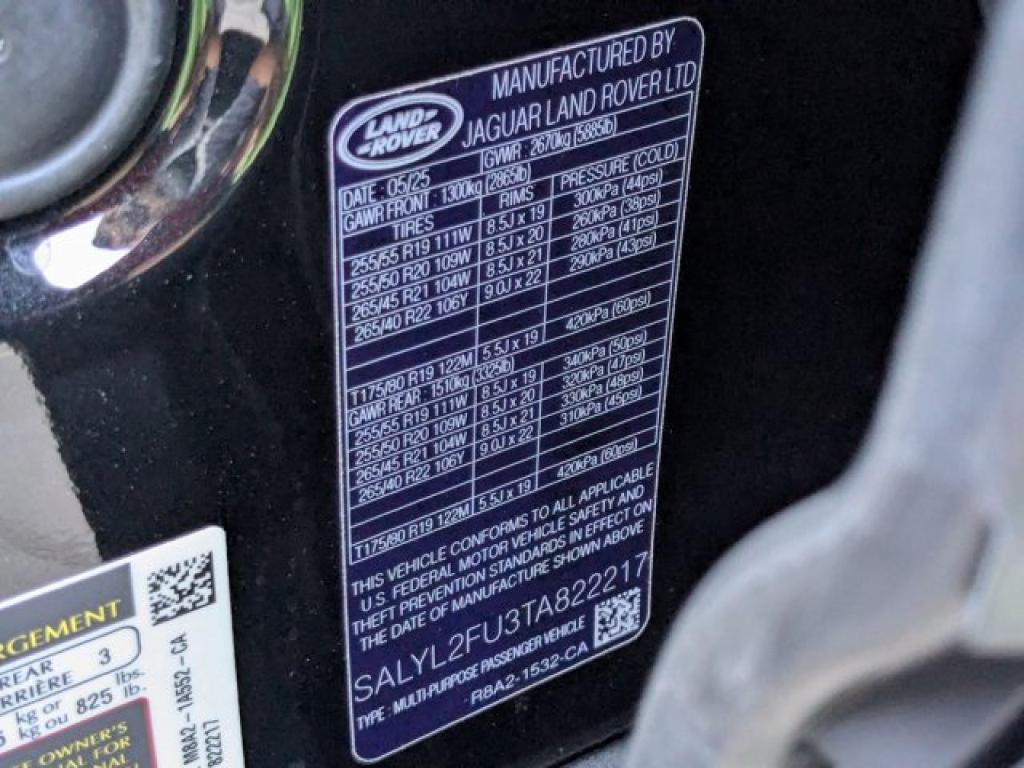 LAND-
-ROVER
MANUFACTURED BY
JAGUAR LAND ROVER LTD
DATE : 05/25 GVWR : 2670kg (5885lb)
GAWR FRONT : 1300kg (2865lb)
TIRES RIMS PRESSURE (COLD)
255/55 R19 111W 8.5J x 19 300kPa (44psi)
255/50 R20 109W 8.5J x 20 260kPa (38psi)
265/45 R21 104W 8.5J x 21 280kPa (41psi)
265/40 R22 106Y 9.0J x 22 290kPa (43psi)
T175/80 R19 122M 5.5J x 19 420kPa (60psi)
GAWR REAR : 1510kg (3325lb)
255/55 R19 111W 8.5J x 19 340kPa (50psi)
255/50 R20 109W 8.5J x 20 320kPa (47psi)
265/45 R21 104W 8.5J x 21 330kPa (48psi)
265/40 R22 106Y 9.0J x 22 310kPa (45psi)
T175/80 R19 122M 5.5J x 19 420kPa (60psi)
THIS VEHICLE CONFORMS TO ALL APPLICABLE
U.S. FEDERAL MOTOR VEHICLE SAFETY AND
THEFT PREVENTION STANDARDS IN EFFECT ON
THE DATE OF MANUFACTURE SHOWN ABOVE
SALYL2FU3TA822217
TYPE : MULTI-PURPOSE PASSENGER VEHICLE
R8A2-1532-CA
REAR 3
kg or 825 lbs.
kg ou lb.
OWNER'S
FOR
M8A2-1A552-CA
822217